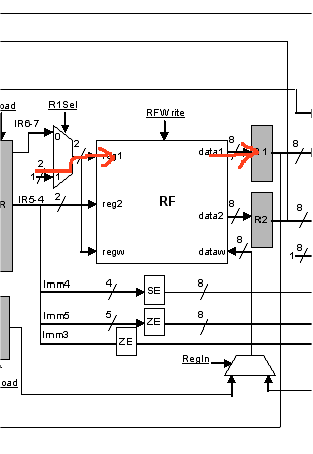 oad
R1Sel
RFWrite
IR6-7
0
2
reg1
data1
8
R1
8
2
1
1
R
IR5-4
2
reg2
RF
data2
8
R2
8
regw
dataw
8
1
8
Imm4
4
SE
8
Imm5
5
ZE
8
Imm3
ZE
RegIn
oad